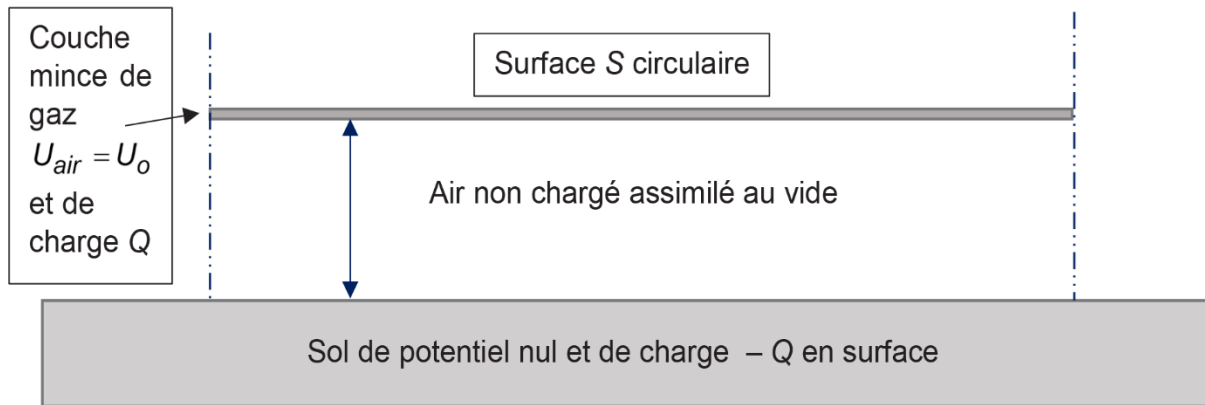 Couche
mince de
gaz
U_air = U_o
et de
charge Q
Surface S circulaire
Air non chargé assimilé au vide
Sol de potentiel nul et de charge – Q en surface